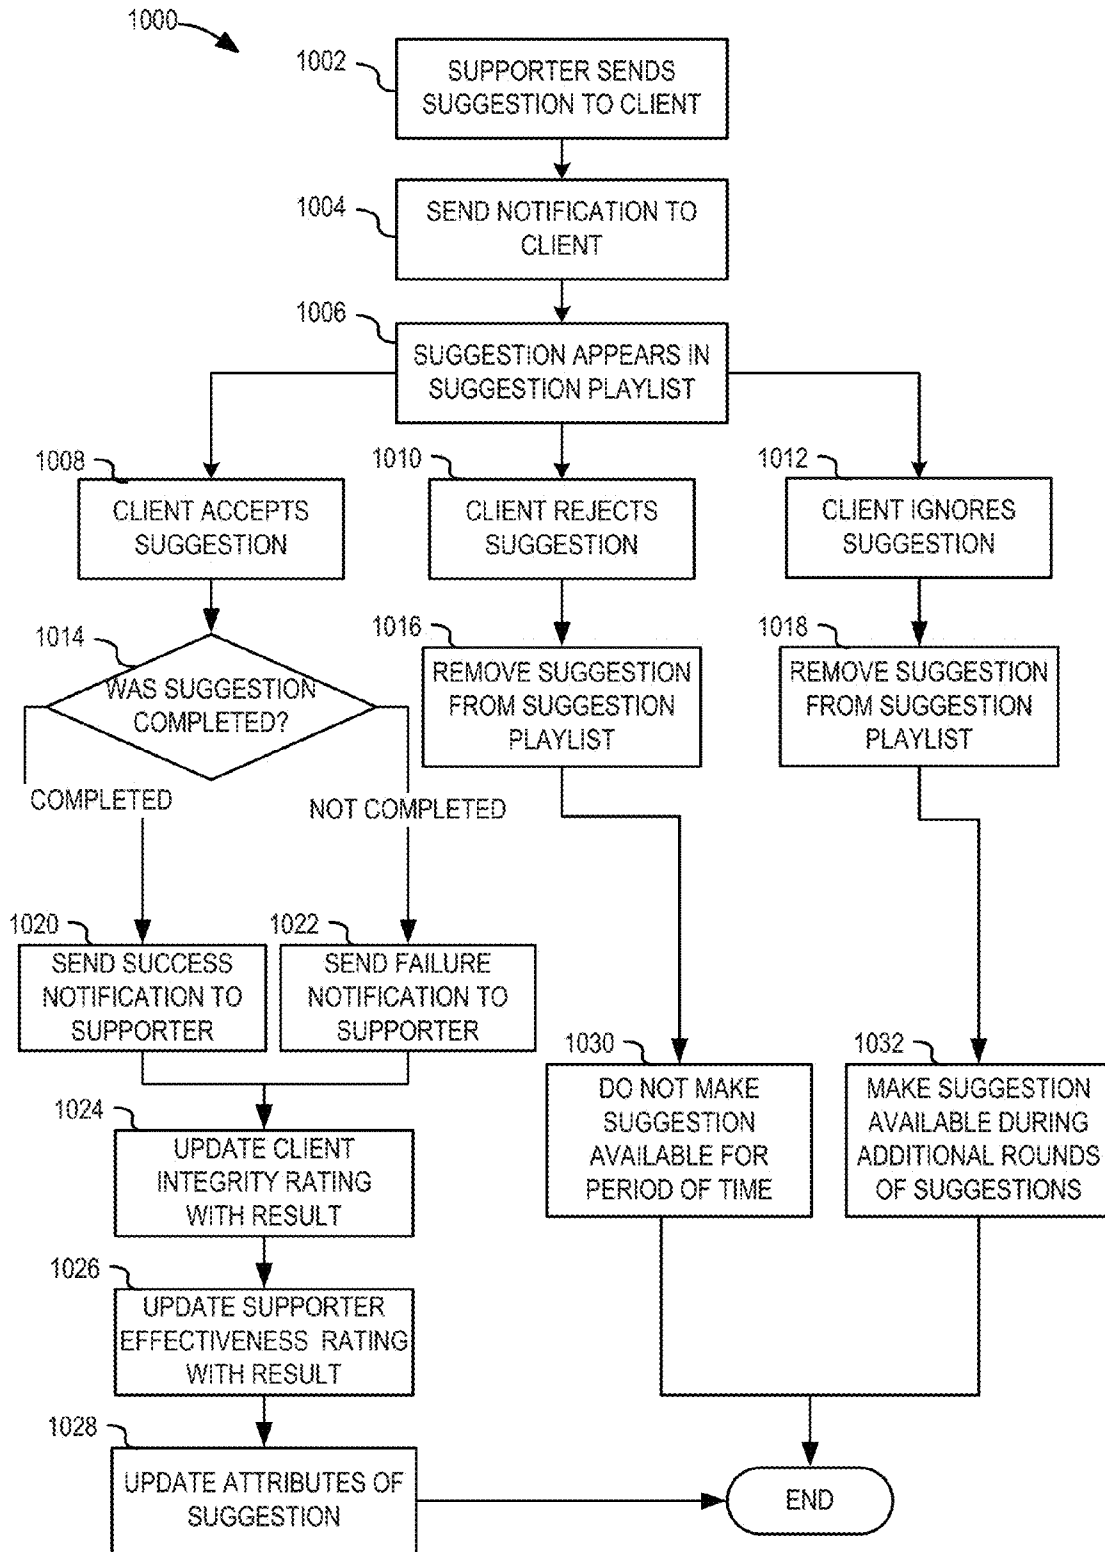 1000
1002
SUPPORTER SENDS
SUGGESTION TO CLIENT
1004
SEND NOTIFICATION TO
CLIENT
1006
SUGGESTION APPEARS IN
SUGGESTION PLAYLIST
1008
CLIENT ACCEPTS
SUGGESTION
1010
CLIENT REJECTS
SUGGESTION
1012
CLIENT IGNORES
SUGGESTION
1014
WAS SUGGESTION
COMPLETED?
1016
REMOVE SUGGESTION
FROM SUGGESTION
PLAYLIST
1018
REMOVE SUGGESTION
FROM SUGGESTION
PLAYLIST
COMPLETED
NOT COMPLETED
1020
SEND SUCCESS
NOTIFICATION TO
SUPPORTER
1022
SEND FAILURE
NOTIFICATION TO
SUPPORTER
1024
UPDATE CLIENT
INTEGRITY RATING
WITH RESULT
1030
DO NOT MAKE
SUGGESTION
AVAILABLE FOR
PERIOD OF TIME
1032
MAKE SUGGESTION
AVAILABLE DURING
ADDITIONAL ROUNDS
OF SUGGESTIONS
1026
UPDATE SUPPORTER
EFFECTIVENESS RATING
WITH RESULT
1028
UPDATE ATTRIBUTES OF
SUGGESTION
END